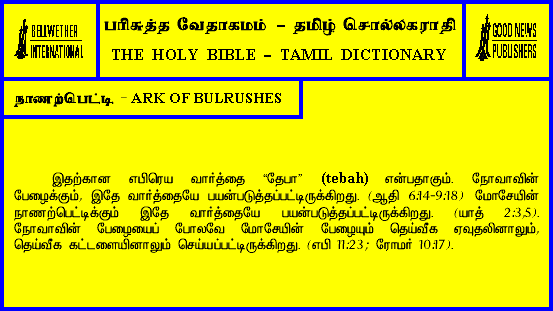 BELLWETHER
INTERNATIONAL
பரிசுத்த வேதாகமம் - தமிழ் சொல்லகராதி
THE HOLY BIBLE - TAMIL DICTIONARY
GOOD NEWS
PUBLISHERS
நாணற்பெட்டி - ARK OF BULRUSHES
இதற்கான எபிரெய வார்த்தை “தேபா” (tebah) என்பதாகும். நோவாவின்
பேழைக்கும், இதே வார்த்தையே பயன்படுத்தப்பட்டிருக்கிறது. (ஆதி 6:14-9:18) மோசேயின்
நாணற்பெட்டிக்கும் இதே வார்த்தையே பயன்படுத்தப்பட்டிருக்கிறது. (யாத் 2:3,5).
நோவாவின் பேழையைப் போலவே மோசேயின் பேழையும் தெய்வீக ஏவுதலினாலும்,
தெய்வீக கட்டளையினாலும் செய்யப்பட்டிருக்கிறது. (எபி 11:23; ரோமர் 10:17).